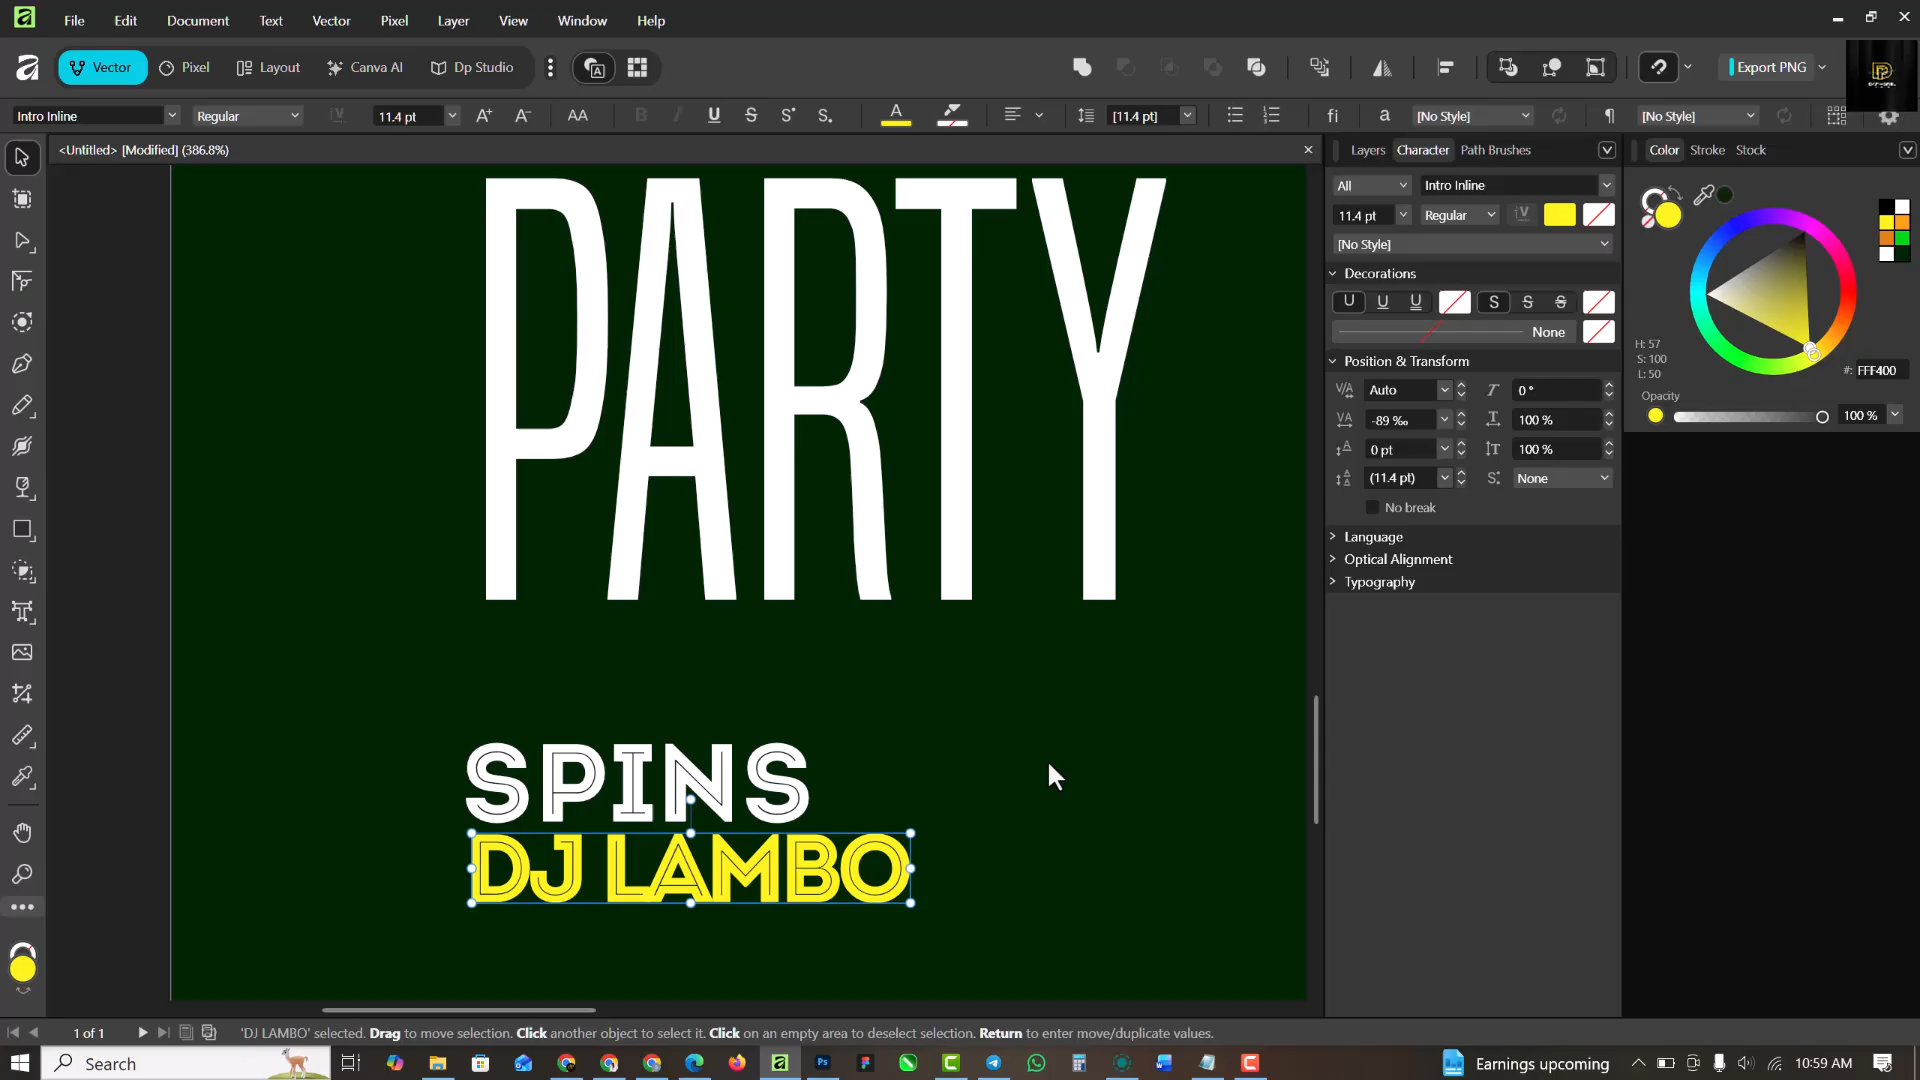 File Edit Document Text Vector Pixel Layer View Window Help
Vector Pixel Layout Canva AI Dp Studio Export PNG
Intro Inline Regular 11.4 pt AA [11.4 pt] [No Style] [No Style]
<Untitled> [Modified] (386.8%)
Layers Character Path Brushes
Color Stroke Stock
All Intro Inline
11.4 pt Regular
[No Style]
Decorations
None
Position & Transform
Auto 0 °
-89 ‰ 100 %
0 pt 100 %
(11.4 pt) None
No break
Language
Optical Alignment
Typography
H: 57
S: 100
L: 50
#: FFF400
Opacity
100 %
PARTY
SPINS
DJ LAMBO
1 of 1 'DJ LAMBO' selected. Drag to move selection. Click another object to select it. Click on an empty area to deselect selection. Return to enter move/duplicate values.
Search Earnings upcoming 10:59 AM